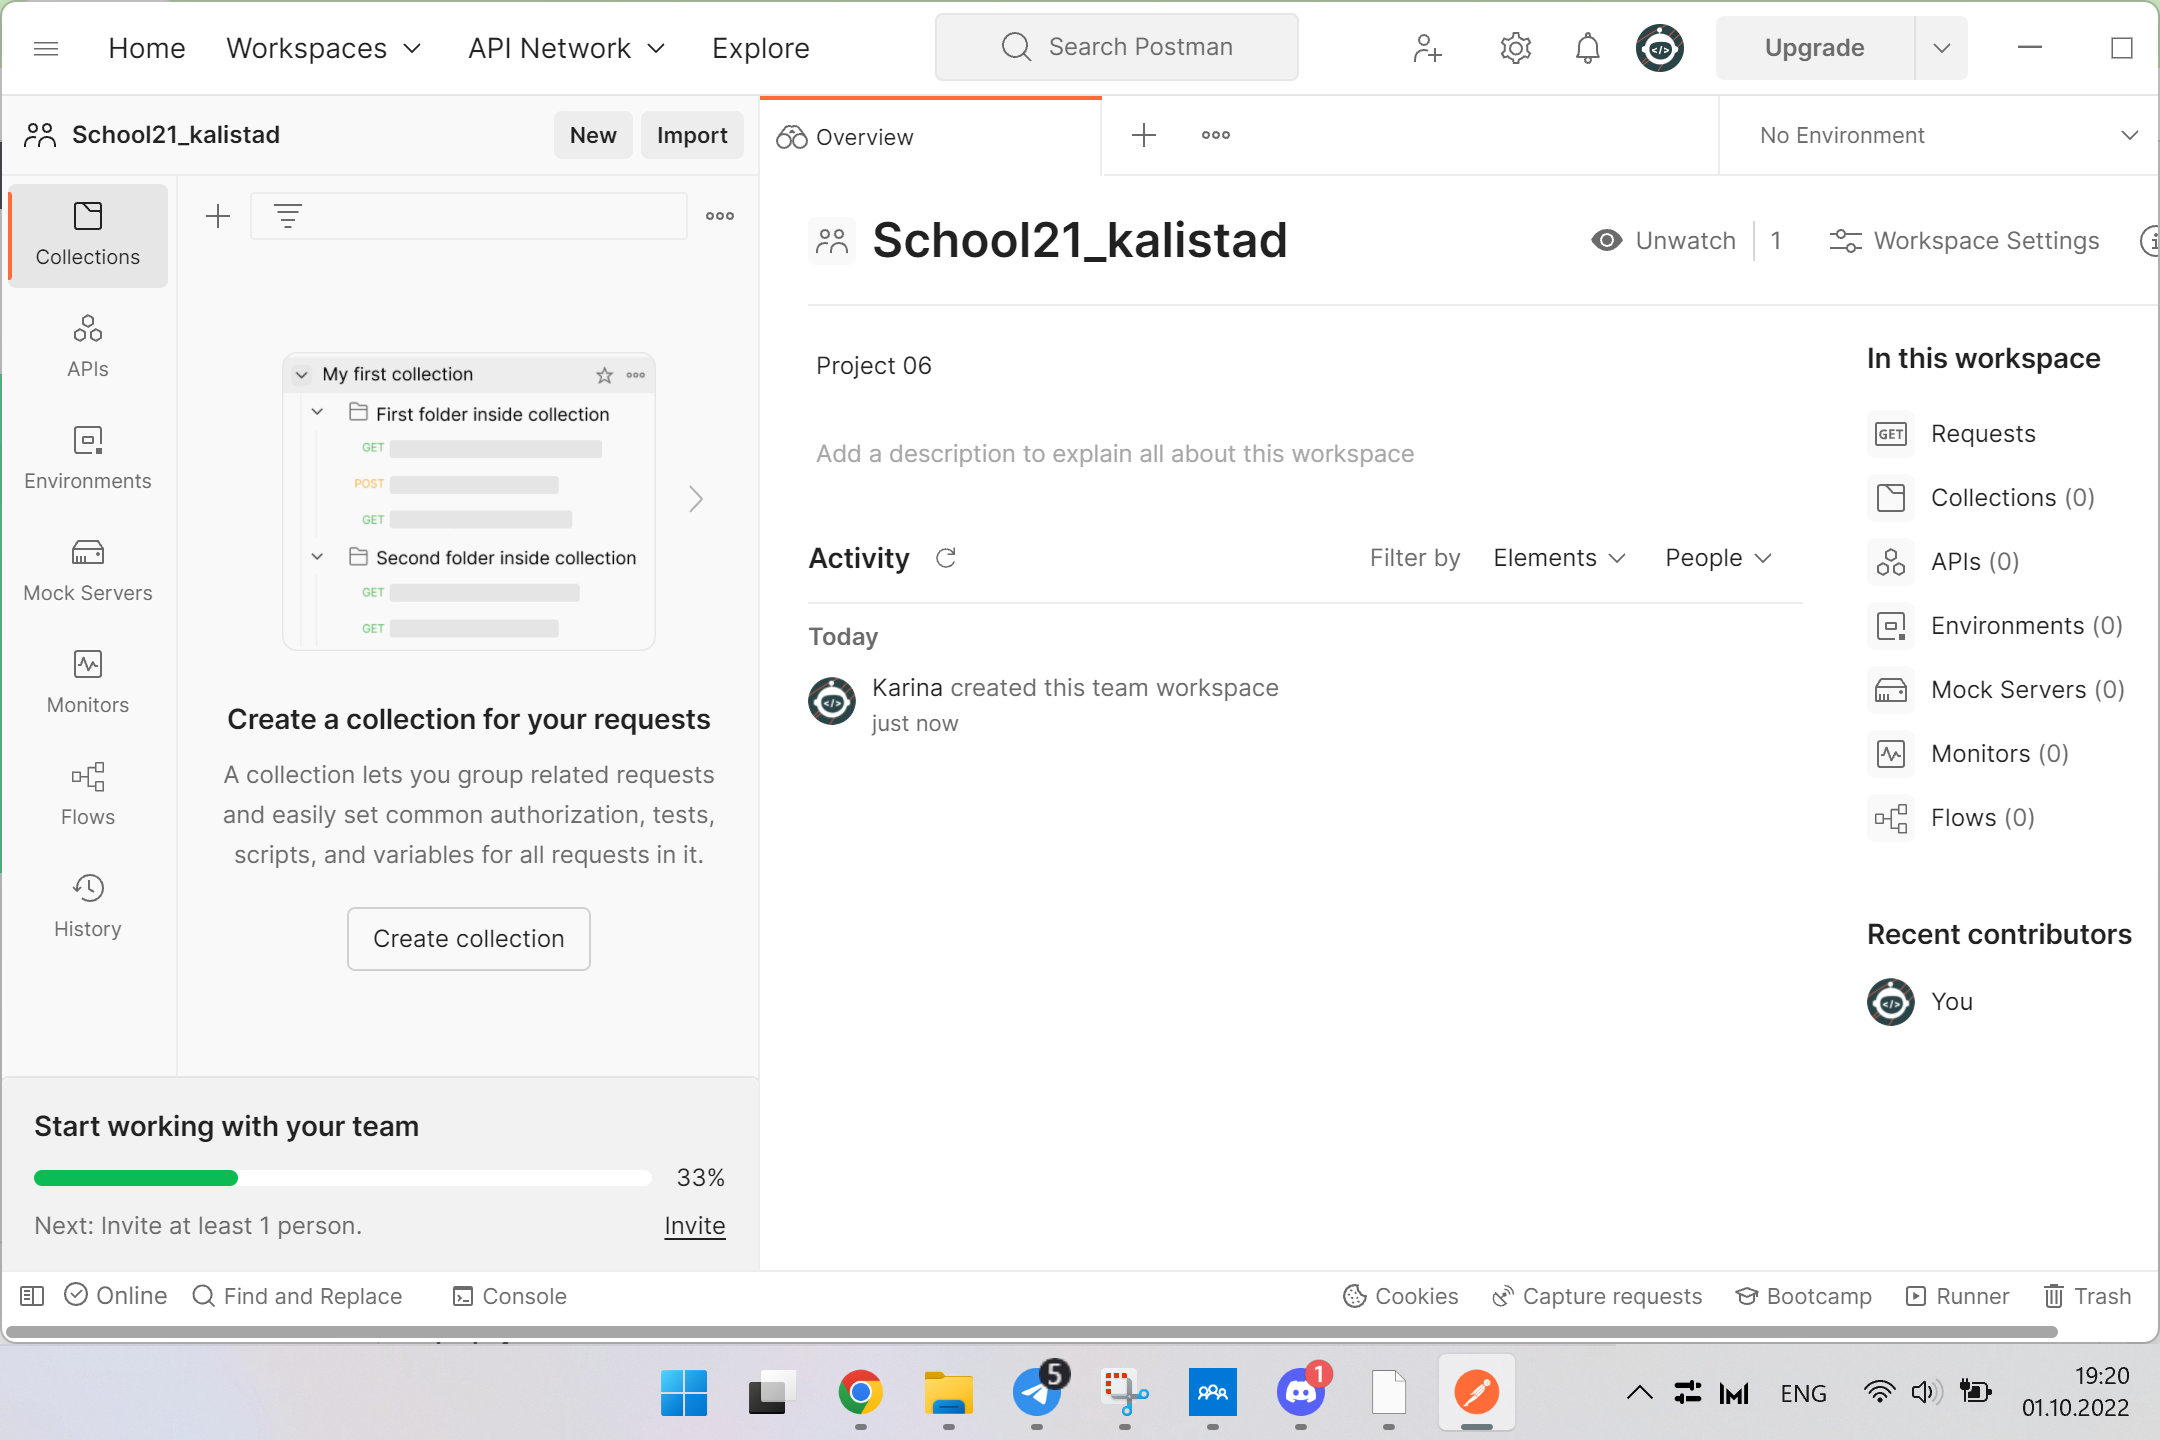 Home
Workspaces
API Network
Explore
Search Postman
Upgrade
School21_kalistad
New
Import
Overview
No Environment
Collections
APIs
Environments
Mock Servers
Monitors
Flows
History
My first collection
First folder inside collection
GET
POST
GET
Second folder inside collection
GET
GET
Create a collection for your requests
A collection lets you group related requests
and easily set common authorization, tests,
scripts, and variables for all requests in it.
Create collection
Start working with your team
33%
Next: Invite at least 1 person.
Invite
School21_kalistad
Unwatch
1
Workspace Settings
Project 06
Add a description to explain all about this workspace
Activity
Filter by
Elements
People
Today
Karina created this team workspace
just now
In this workspace
GET
Requests
Collections (0)
APIs (0)
Environments (0)
Mock Servers (0)
Monitors (0)
Flows (0)
Recent contributors
You
Online
Find and Replace
Console
Cookies
Capture requests
Bootcamp
Runner
Trash
5
1
ENG
19:20
01.10.2022